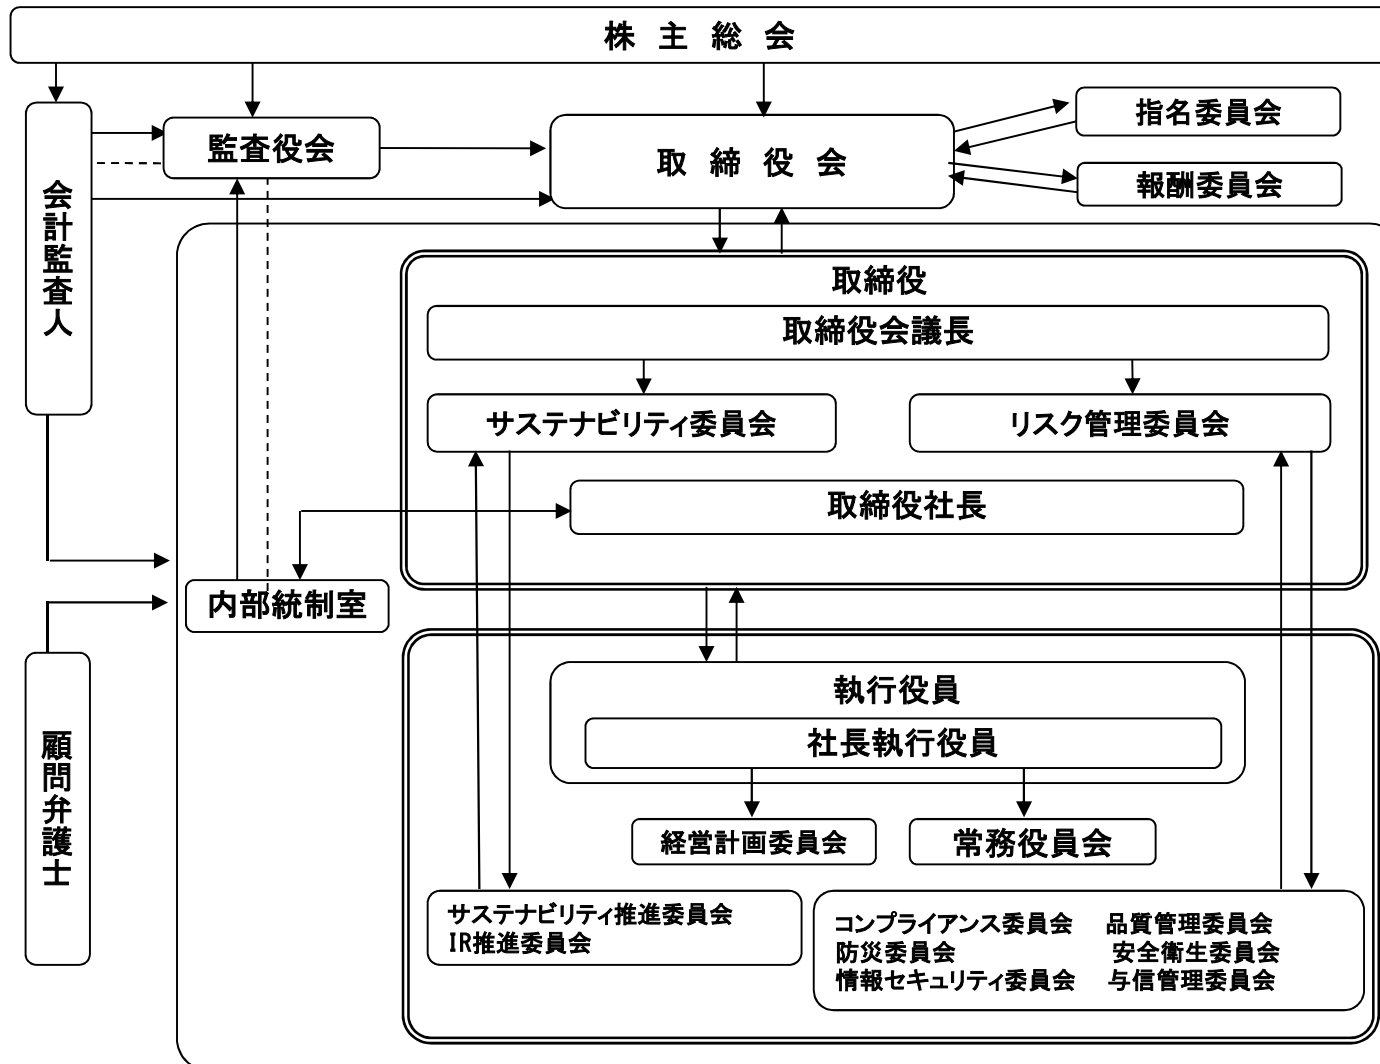 株主総会
会計監査人
監査役会
取締役会
指名委員会
報酬委員会
取締役
取締役会議長
サステナビリティ委員会
リスク管理委員会
取締役社長
内部統制室
顧問弁護士
執行役員
社長執行役員
経営計画委員会
常務役員会
サステナビリティ推進委員会
IR推進委員会
コンプライアンス委員会 品質管理委員会
防災委員会 安全衛生委員会
情報セキュリティ委員会 与信管理委員会